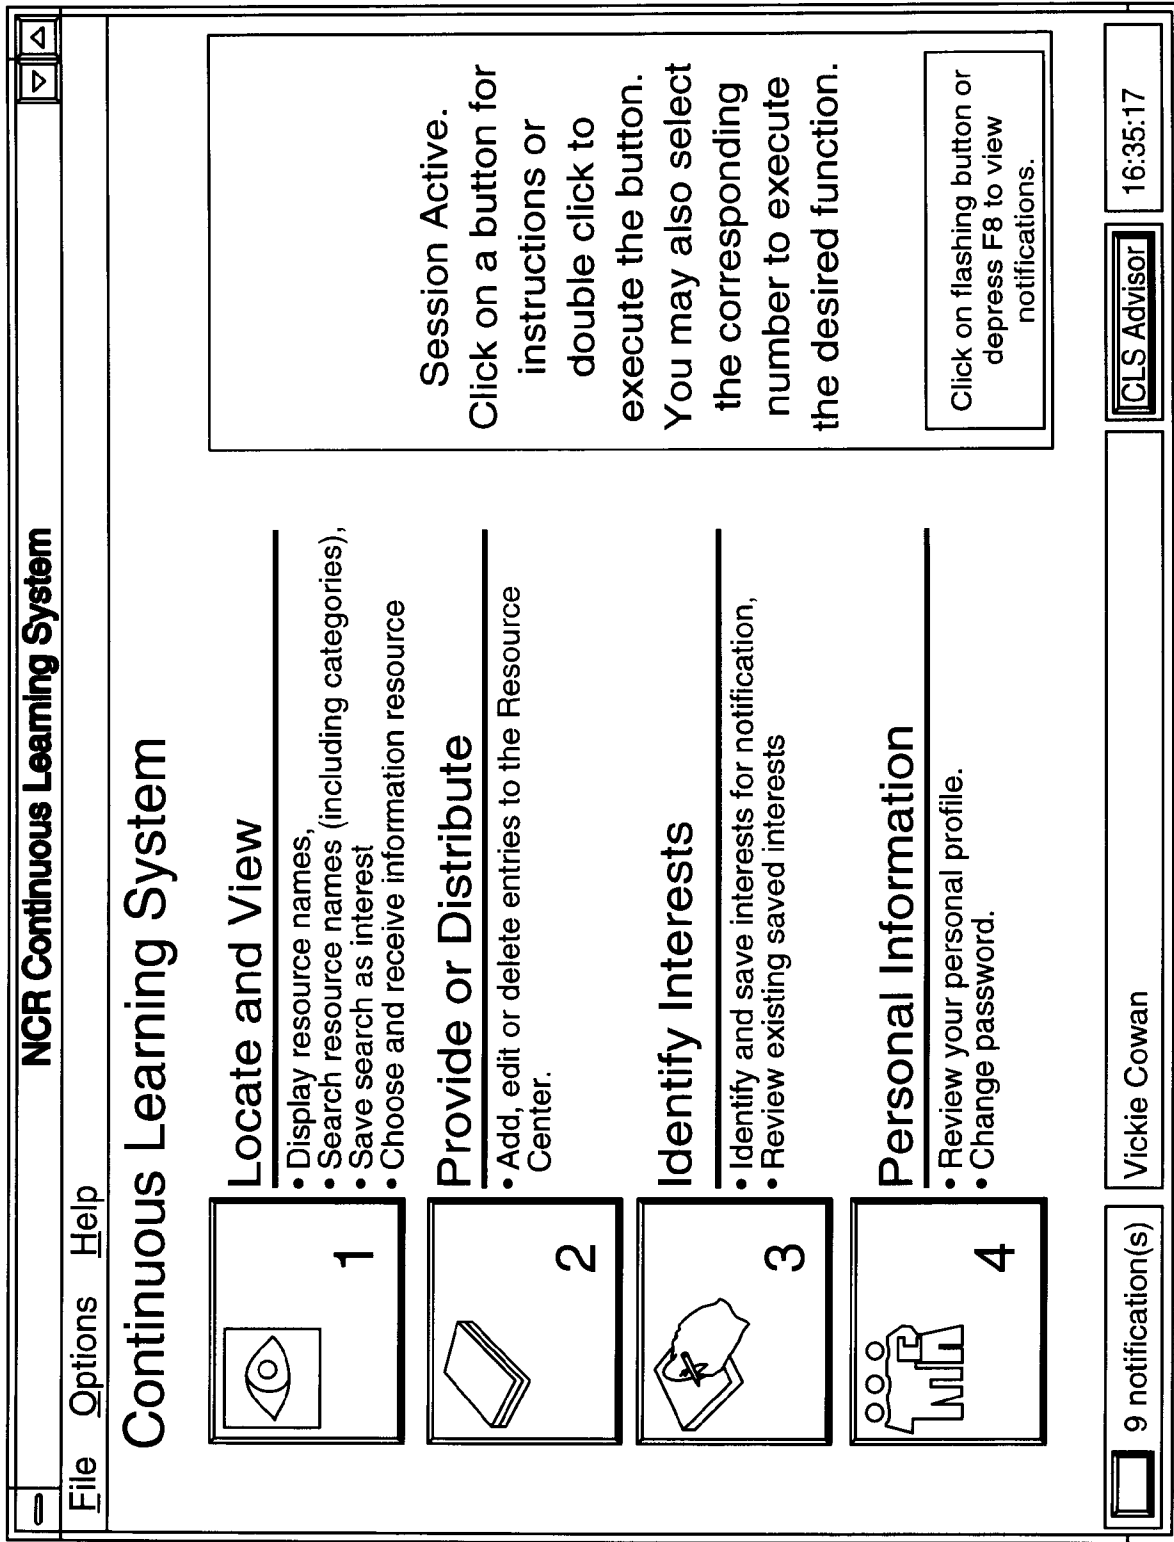 NCR Continuous Learning System
File Options Help
Continuous Learning System
1
Locate and View
• Display resource names,
• Search resource names (including categories),
• Save search as interest
• Choose and receive information resource
2
Provide or Distribute
• Add, edit or delete entries to the Resource
Center.
3
Identify Interests
• Identify and save interests for notification,
• Review existing saved interests
4
Personal Information
• Review your personal profile.
• Change password.
Session Active.
Click on a button for
instructions or
double click to
execute the button.
You may also select
the corresponding
number to execute
the desired function.
Click on flashing button or
depress F8 to view
notifications.
9 notification(s)
Vickie Cowan
CLS Advisor
16:35:17